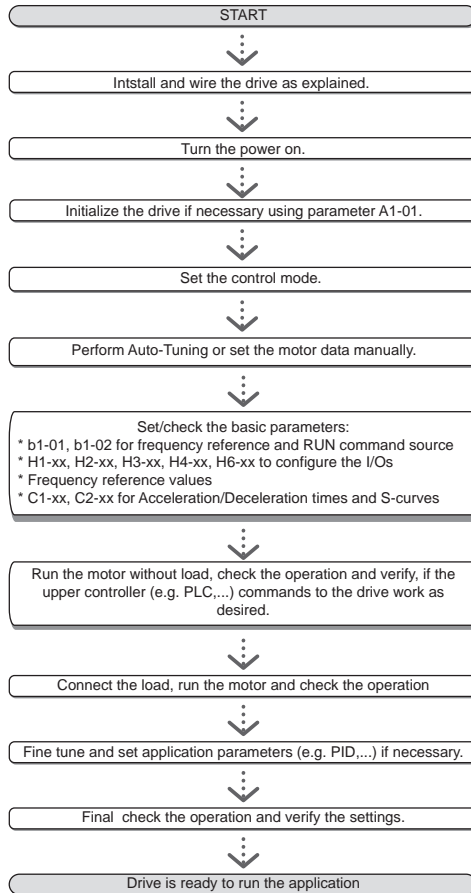 START
Intstall and wire the drive as explained.
Turn the power on.
Initialize the drive if necessary using parameter A1-01.
Set the control mode.
Perform Auto-Tuning or set the motor data manually.
Set/check the basic parameters:
* b1-01, b1-02 for frequency reference and RUN command source
* H1-xx, H2-xx, H3-xx, H4-xx, H6-xx to configure the I/Os
* Frequency reference values
* C1-xx, C2-xx for Acceleration/Deceleration times and S-curves
Run the motor without load, check the operation and verify, if the
upper controller (e.g. PLC,...) commands to the drive work as
desired.
Connect the load, run the motor and check the operation
Fine tune and set application parameters (e.g. PID,...) if necessary.
Final check the operation and verify the settings.
Drive is ready to run the application